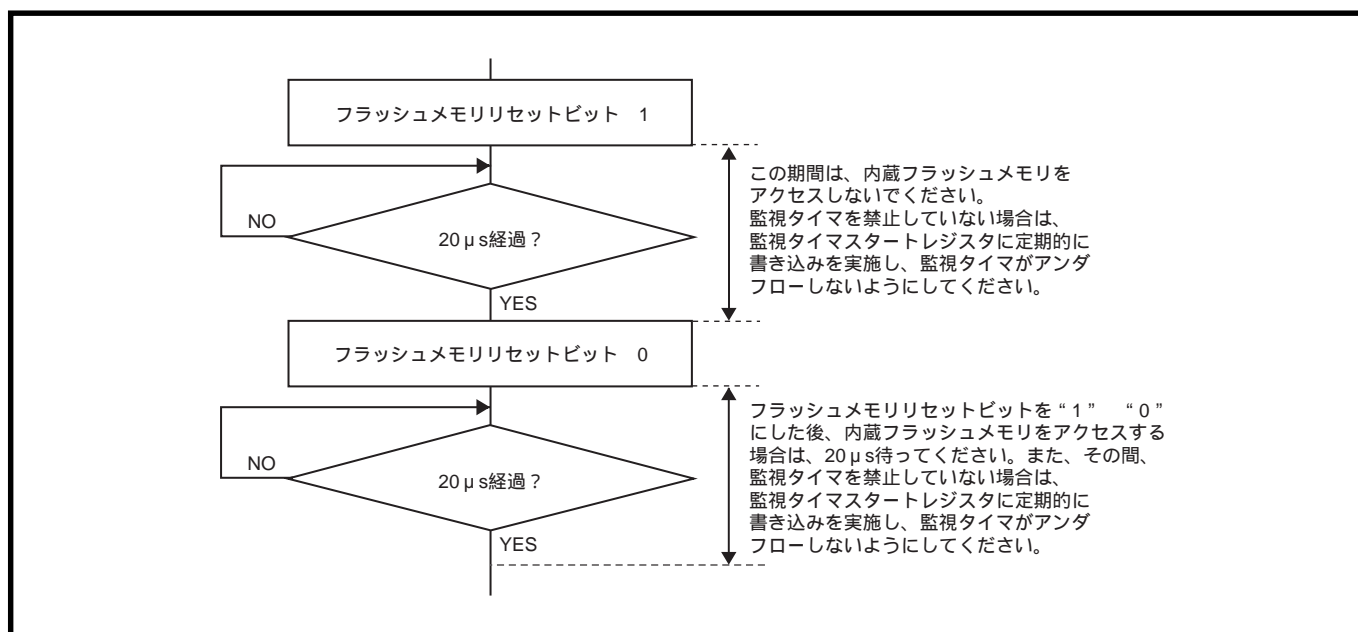 フラッシュメモリリセットビット　1
この期間は、内蔵フラッシュメモリを
アクセスしないでください。
監視タイマを禁止していない場合は、
監視タイマスタートレジスタに定期的に
書き込みを実施し、監視タイマがアンダ
フローしないようにしてください。
NO
20μs経過？
YES
フラッシュメモリリセットビット　0
フラッシュメモリリセットビットを“1”　“0”
にした後、内蔵フラッシュメモリをアクセスする
場合は、20μs待ってください。また、その間、
監視タイマを禁止していない場合は、
監視タイマスタートレジスタに定期的に
書き込みを実施し、監視タイマがアンダ
フローしないようにしてください。
NO
20μs経過？
YES